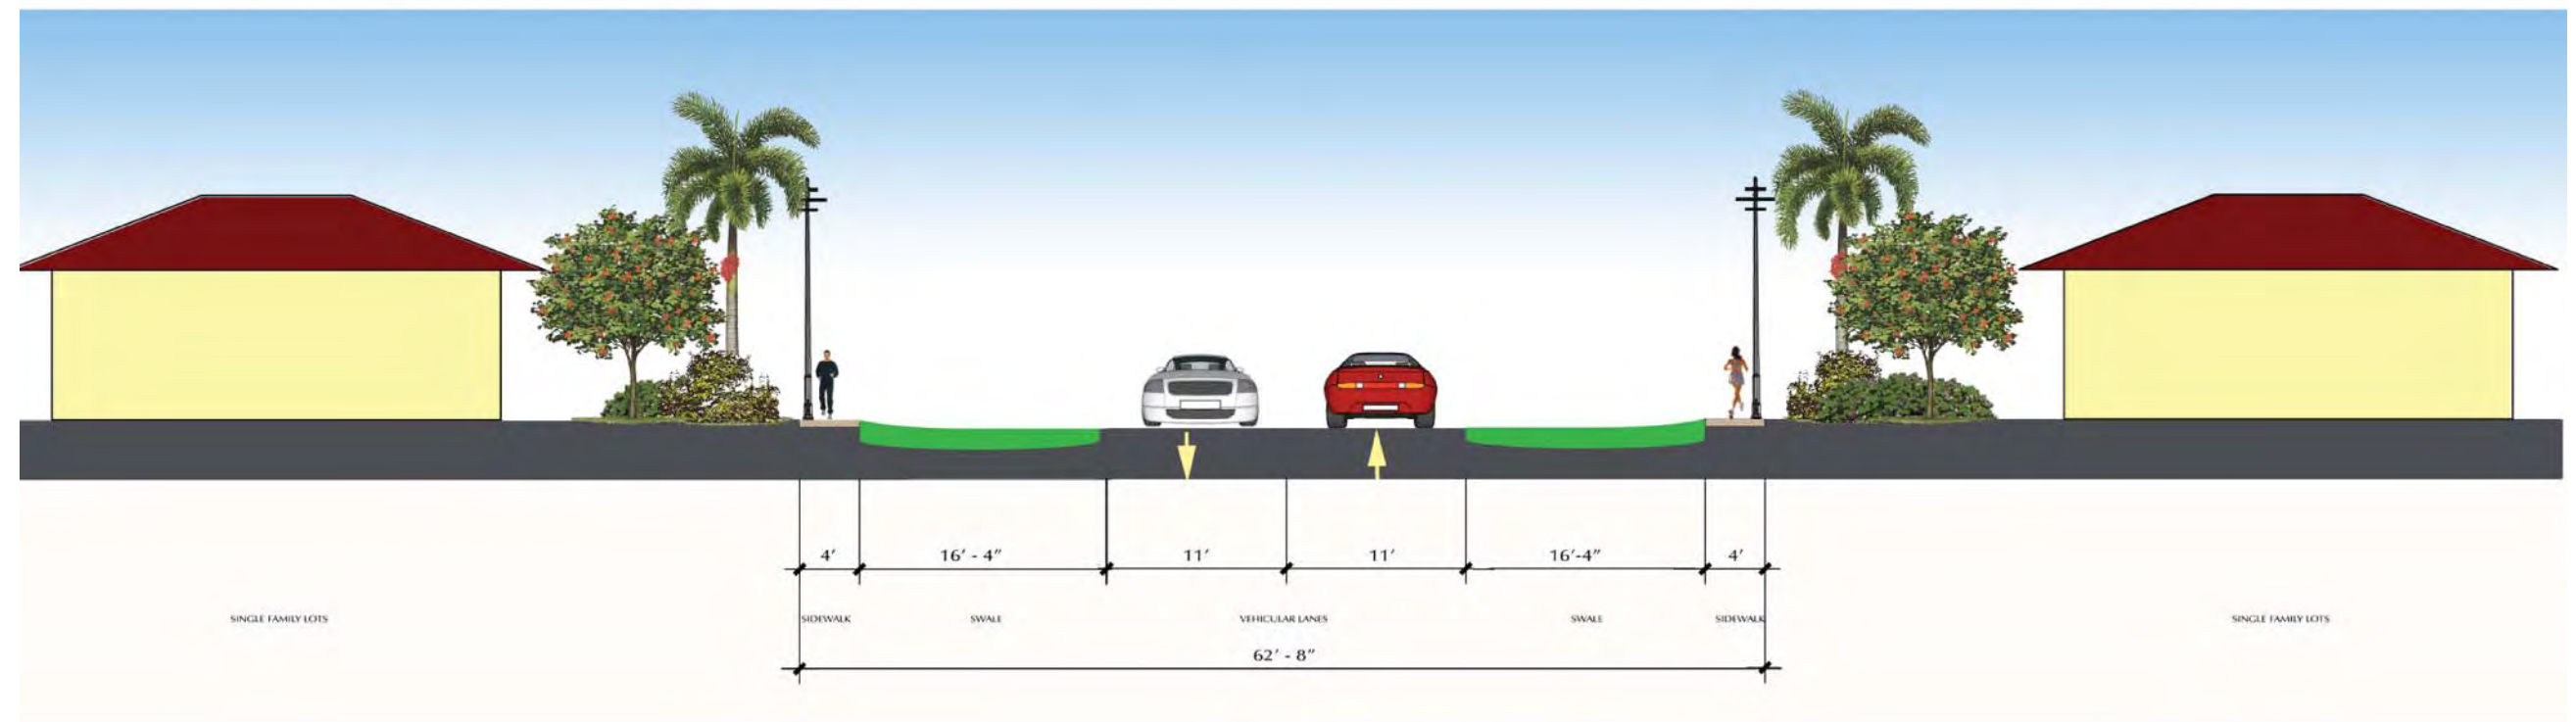 4' 16' - 4" 11' 11' 16'-4" 4'
SINGLE FAMILY LOTS SIDEWALK SWALE VEHICULAR LANES SWALE SIDEWALK SINGLE FAMILY LOTS
62' - 8"